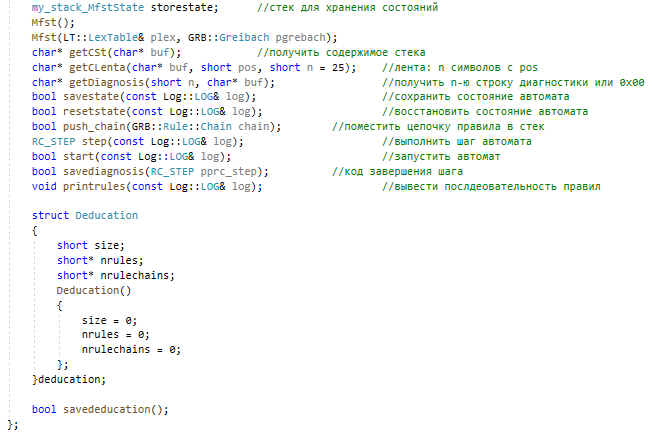 my_stack_MfstState storestate;      //стек для хранения состояний
Mfst();
Mfst(LT::LexTable& plex, GRB::Greibach pgrebach);
char* getCSt(char* buf);            //получить содержимое стека
char* getCLenta(char* buf, short pos, short n = 25);    //лента: n символов с pos
char* getDiagnosis(short n, char* buf);                 //получить n-ю строку диагностики или 0x00
bool savestate(const Log::LOG& log);                    //сохранить состояние автомата
bool resetstate(const Log::LOG& log);                   //восстановить состояние автомата
bool push_chain(GRB::Rule::Chain chain);        //поместить цепочку правила в стек
RC_STEP step(const Log::LOG& log);                      //выполнить шаг автомата
bool start(const Log::LOG& log);                        //запустить автомат
bool savediagnosis(RC_STEP pprc_step);          //код завершения шага
void printrules(const Log::LOG& log);                   //вывести послдеовательность правил
struct Deducation
{
short size;
short* nrules;
short* nrulechains;
Deducation()
{
size = 0;
nrules = 0;
nrulechains = 0;
};
}deducation;
bool savededucation();
};